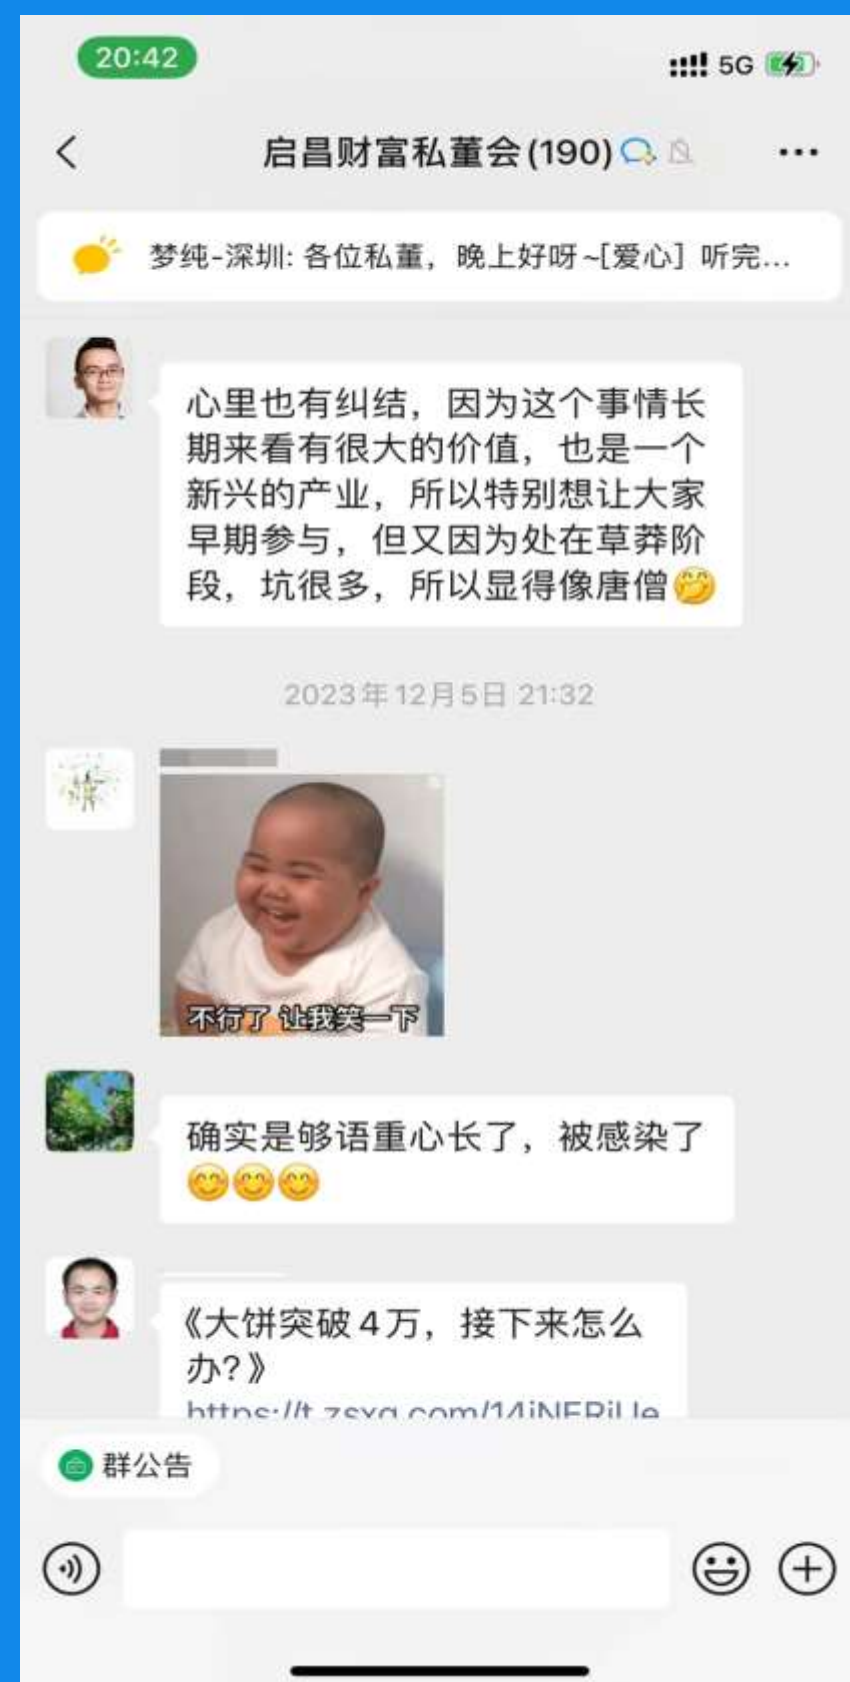 20:42
5G
启昌财富私董会(190)
梦纯-深圳: 各位私董，晚上好呀~[爱心] 听完...
心里也有纠结，因为这个事情长
期来看有很大的价值，也是一个
新兴的产业，所以特别想让大家
早期参与，但又因为处在草莽阶
段，坑很多，所以显得像唐僧
2023年12月5日 21:32
不行了 让我笑一下
确实是够语重心长了，被感染了
《大饼突破4万，接下来怎么
办?》
群公告